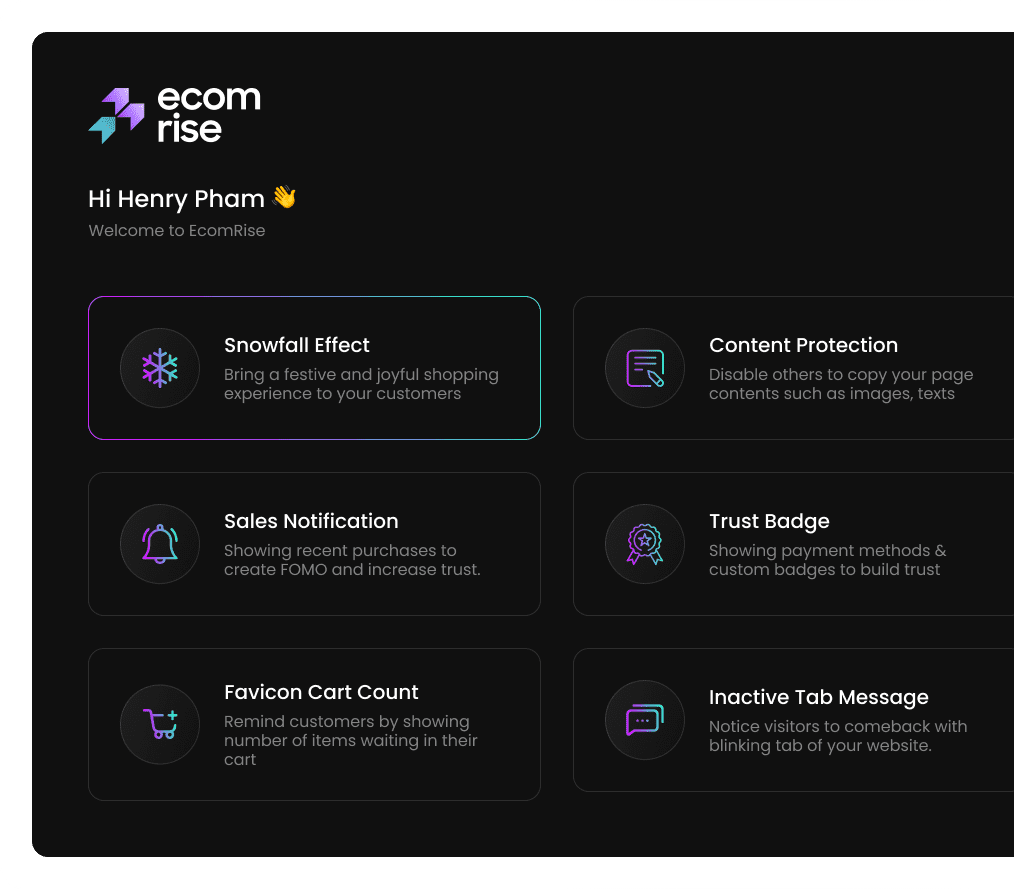 ecom
rise
Hi Henry Pham 👋
Welcome to EcomRise
Snowfall Effect
Bring a festive and joyful shopping
experience to your customers
Content Protection
Disable others to copy your page
contents such as images, texts
Sales Notification
Showing recent purchases to
create FOMO and increase trust.
Trust Badge
Showing payment methods &
custom badges to build trust
Favicon Cart Count
Remind customers by showing
number of items waiting in their
cart
Inactive Tab Message
Notice visitors to comeback with
blinking tab of your website.